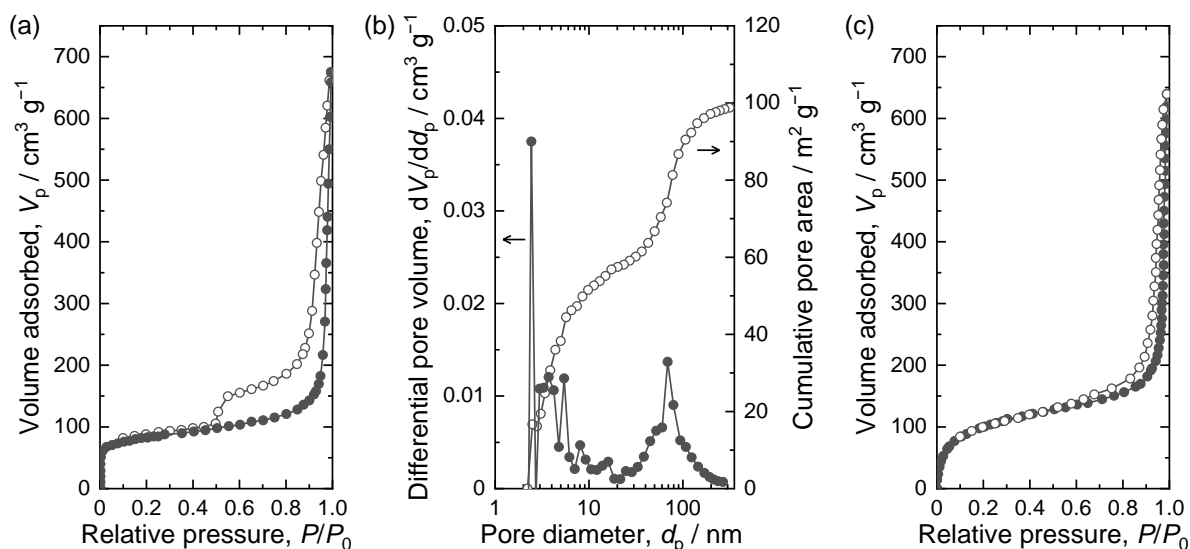 (a)
700
600
500
400
300
200
100
0
Volume adsorbed, Vp / cm³ g⁻¹
0 0.2 0.4 0.6 0.8 1.0
Relative pressure, P/P₀
(b)
0.05
0.04
0.03
0.02
0.01
0
Differential pore volume, dVp/ddp / cm³ g⁻¹
1 10 100
Pore diameter, dp / nm
120
100
80
60
40
20
0
Cumulative pore area / m² g⁻¹
(c)
700
600
500
400
300
200
100
0
Volume adsorbed, Vp / cm³ g⁻¹
0 0.2 0.4 0.6 0.8 1.0
Relative pressure, P/P₀